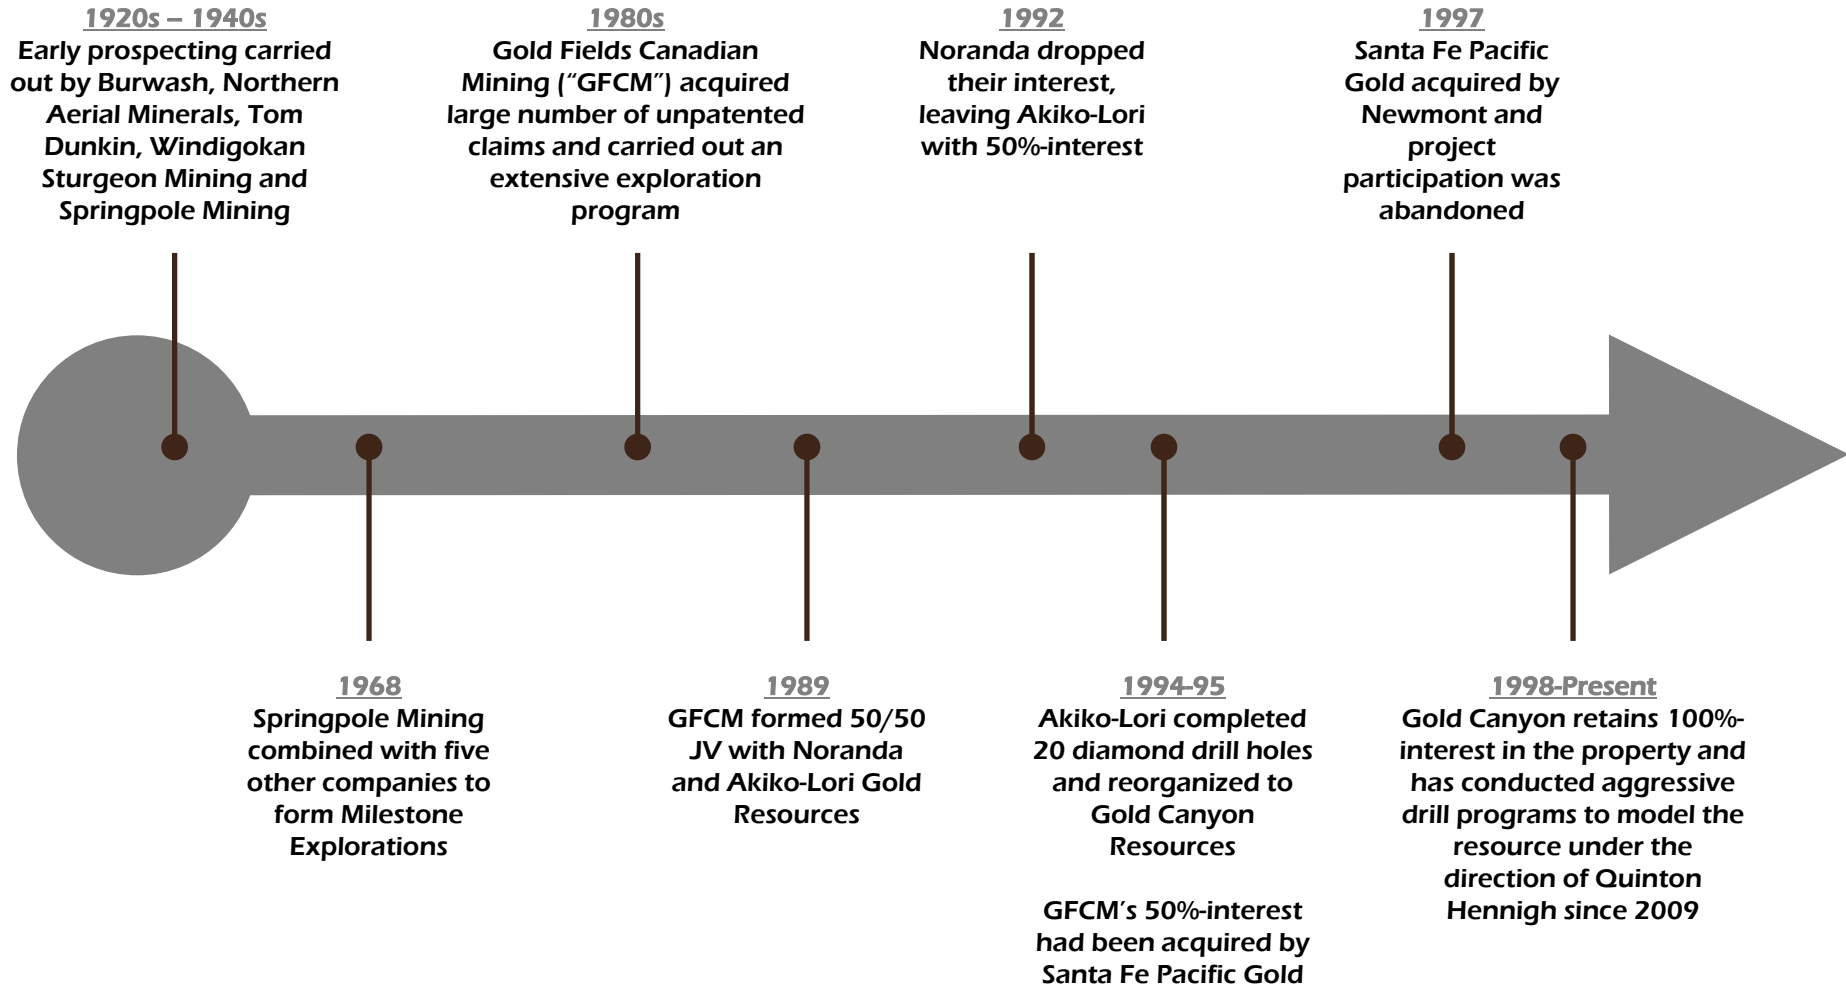 1920s – 1940s
Early prospecting carried
out by Burwash, Northern
Aerial Minerals, Tom
Dunkin, Windigokan
Sturgeon Mining and
Springpole Mining
1980s
Gold Fields Canadian
Mining (“GFCM”) acquired
large number of unpatented
claims and carried out an
extensive exploration
program
1992
Noranda dropped
their interest,
leaving Akiko-Lori
with 50%-interest
1997
Santa Fe Pacific
Gold acquired by
Newmont and
project
participation was
abandoned
1968
Springpole Mining
combined with five
other companies to
form Milestone
Explorations
1989
GFCM formed 50/50
JV with Noranda
and Akiko-Lori Gold
Resources
1994-95
Akiko-Lori completed
20 diamond drill holes
and reorganized to
Gold Canyon
Resources
GFCM’s 50%-interest
had been acquired by
Santa Fe Pacific Gold
1998-Present
Gold Canyon retains 100%-
interest in the property and
has conducted aggressive
drill programs to model the
resource under the
direction of Quinton
Hennigh since 2009